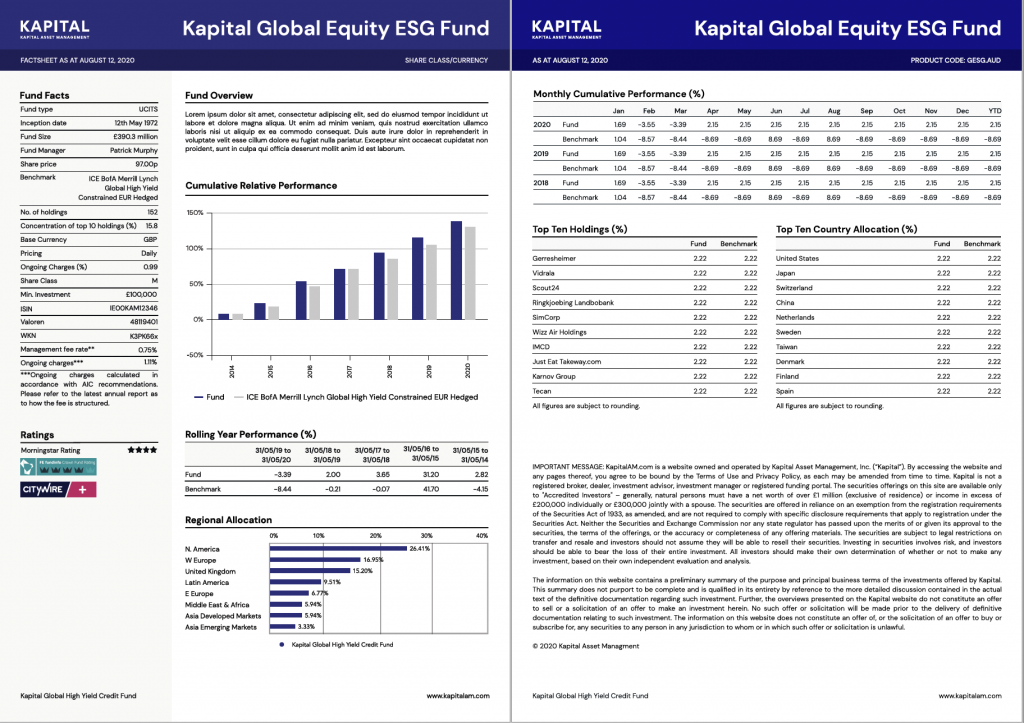 KAPITAL
KAPITAL ASSET MANAGEMENT
Kapital Global Equity ESG Fund
FACTSHEET AS AT AUGUST 12, 2020
SHARE CLASS/CURRENCY
Fund Facts
Fund type UCITS
Inception date 12th May 1972
Fund Size £390.3 million
Fund Manager Patrick Murphy
Share price 97.00p
Benchmark ICE BofA Merrill Lynch
Global High Yield
Constrained EUR Hedged
No. of holdings 152
Concentration of top 10 holdings (%) 15.8
Base Currency GBP
Pricing Daily
Ongoing Charges (%) 0.99
Share Class M
Min. Investment £100,000
ISIN IE00KAM12346
Valoren 48119401
WKN K3PK66x
Management fee rate** 0.75%
Ongoing charges*** 1.11%
***Ongoing charges calculated in
accordance with AIC recommendations.
Please refer to the latest annual report as
to how the fee is structured.
Ratings
Morningstar Rating ★★★★
CITYWIRE +
Fund Overview
Lorem ipsum dolor sit amet, consectetur adipiscing elit, sed do eiusmod tempor incididunt ut
labore et dolore magna aliqua. Ut enim ad minim veniam, quis nostrud exercitation ullamco
laboris nisi ut aliquip ex ea commodo consequat. Duis aute irure dolor in reprehenderit in
voluptate velit esse cillum dolore eu fugiat nulla pariatur. Excepteur sint occaecat cupidatat non
proident, sunt in culpa qui officia deserunt mollit anim id est laborum.
Cumulative Relative Performance
150%
100%
50%
0%
-50%
2014 2015 2016 2017 2018 2019 2020
Fund ICE BofA Merrill Lynch Global High Yield Constrained EUR Hedged
Rolling Year Performance (%)
31/05/19 to 31/05/18 to 31/05/17 to 31/05/16 to 31/05/15 to
31/05/20 31/05/19 31/05/18 31/05/15 31/05/14
Fund -3.39 2.00 3.65 31,20 2.82
Benchmark -8.44 -0.21 -0.07 41,70 -4.15
Regional Allocation
0% 10% 20% 30% 40%
N. America 26.41%
W Europe 16.95%
United Kingdom 15.20%
Latin America 9.51%
E Europe 6.77%
Middle East & Africa 5.94%
Asia Developed Markets 5.94%
Asia Emerging Markets 3.33%
Kapital Global High Yield Credit Fund
Kapital Global High Yield Credit Fund
www.kapitalam.com
KAPITAL
KAPITAL ASSET MANAGEMENT
Kapital Global Equity ESG Fund
AS AT AUGUST 12, 2020
PRODUCT CODE: GESG.AUD
Monthly Cumulative Performance (%)
Jan Feb Mar Apr May Jun Jul Aug Sep Oct Nov Dec YTD
2020 Fund 1.69 -3.55 -3.39 2.15 2.15 2.15 2.15 2.15 2.15 2.15 2.15 2.15 2.15
Benchmark 1.04 -8.57 -8.44 -8.69 -8.69 8.69 -8.69 -8.69 -8.69 -8.69 -8.69 -8.69 -8.69
2019 Fund 1.69 -3.55 -3.39 2.15 2.15 2.15 2.15 2.15 2.15 2.15 2.15 2.15 2.15
Benchmark 1.04 -8.57 -8.44 -8.69 -8.69 8.69 -8.69 -8.69 -8.69 -8.69 -8.69 -8.69 -8.69
2018 Fund 1.69 -3.55 -3.39 2.15 2.15 2.15 2.15 2.15 2.15 2.15 2.15 2.15 2.15
Benchmark 1.04 -8.57 -8.44 -8.69 -8.69 8.69 -8.69 -8.69 -8.69 -8.69 -8.69 -8.69 -8.69
Top Ten Holdings (%)
Fund Benchmark
Gerresheimer 2.22 2.22
Vidrala 2.22 2.22
Scout24 2.22 2.22
Ringkjoebing Landbobank 2.22 2.22
SimCorp 2.22 2.22
Wizz Air Holdings 2.22 2.22
IMCD 2.22 2.22
Just Eat Takeway.com 2.22 2.22
Karnov Group 2.22 2.22
Tecan 2.22 2.22
All figures are subject to rounding.
Top Ten Country Allocation (%)
Fund Benchmark
United States 2.22 2.22
Japan 2.22 2.22
Switzerland 2.22 2.22
China 2.22 2.22
Netherlands 2.22 2.22
Sweden 2.22 2.22
Taiwan 2.22 2.22
Denmark 2.22 2.22
Finland 2.22 2.22
Spain 2.22 2.22
All figures are subject to rounding.
IMPORTANT MESSAGE: KapitalAM.com is a website owned and operated by Kapital Asset Management, Inc. ("Kapital"). By accessing the website and
any pages thereof, you agree to be bound by the Terms of Use and Privacy Policy, as each may be amended from time to time. Kapital is not a
registered broker, dealer, investment advisor, investment manager or registered funding portal. The securities offerings on this site are available only
to "Accredited Investors" – generally, natural persons must have a net worth of over £1 million (exclusive of residence) or income in excess of
£200,000 individually or £300,000 jointly with a spouse. The securities are offered in reliance on an exemption from the registration requirements
of the Securities Act of 1933, as amended, and are not required to comply with specific disclosure requirements that apply to registration under the
Securities Act. Neither the Securities and Exchange Commission nor any state regulator has passed upon the merits of or given its approval to the
securities, the terms of the offerings, or the accuracy or completeness of any offering materials. The securities are subject to legal restrictions on
transfer and resale and investors should not assume they will be able to resell their securities. Investing in securities involves risk, and investors
should be able to bear the loss of their entire investment. All investors should make their own determination of whether or not to make any
investment, based on their own independent evaluation and analysis.
The information on this website contains a preliminary summary of the purpose and principal business terms of the investments offered by Kapital.
This summary does not purport to be complete and is qualified in its entirety by reference to the more detailed discussion contained in the actual
text of the definitive documentation regarding such investment. Further, the overviews presented on the Kapital website do not constitute an offer
to sell or a solicitation of an offer to make an investment herein. No such offer or solicitation will be made prior to the delivery of definitive
documentation relating to such investment. The information on this website does not constitute an offer of, or the solicitation of an offer to buy or
subscribe for, any securities to any person in any jurisdiction to whom or in which such offer or solicitation is unlawful.
© 2020 Kapital Asset Managment
Kapital Global High Yield Credit Fund
www.kapitalam.com